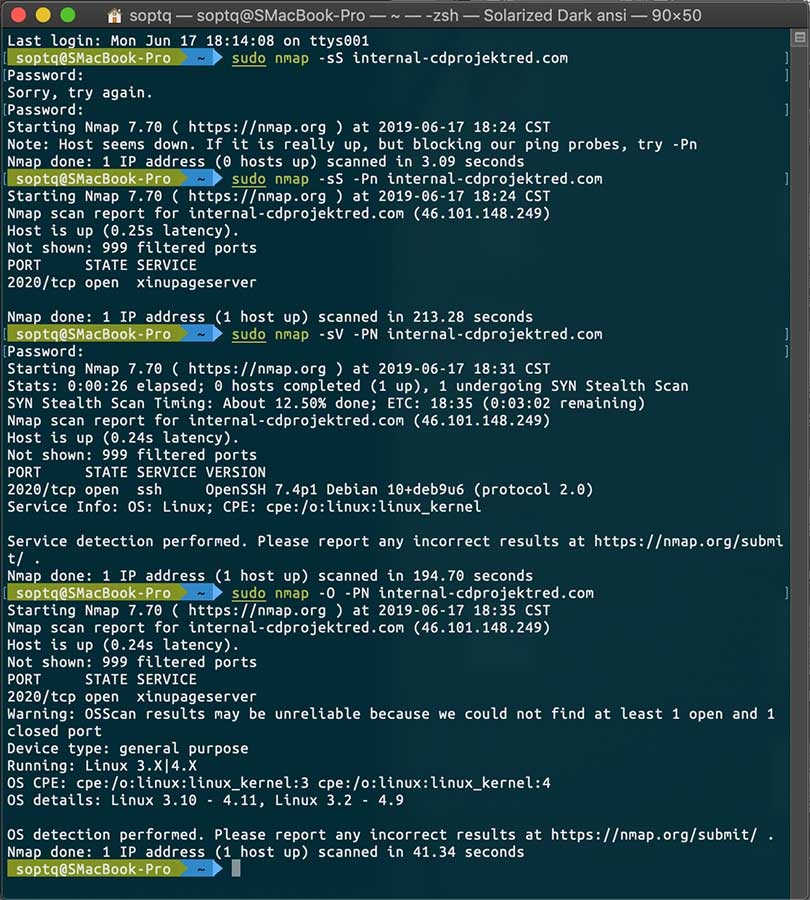 soptq — soptq@SMacBook-Pro — ~ — -zsh — Solarized Dark ansi — 90×50
Last login: Mon Jun 17 18:14:08 on ttys001
[ soptq@SMacBook-Pro ~ sudo nmap -sS internal-cdprojektred.com ]
[Password: ]
Sorry, try again.
[Password: ]
Starting Nmap 7.70 ( https://nmap.org ) at 2019-06-17 18:24 CST
Note: Host seems down. If it is really up, but blocking our ping probes, try -Pn
Nmap done: 1 IP address (0 hosts up) scanned in 3.09 seconds
[ soptq@SMacBook-Pro ~ sudo nmap -sS -Pn internal-cdprojektred.com ]
Starting Nmap 7.70 ( https://nmap.org ) at 2019-06-17 18:24 CST
Nmap scan report for internal-cdprojektred.com (46.101.148.249)
Host is up (0.25s latency).
Not shown: 999 filtered ports
PORT     STATE SERVICE
2020/tcp open  xinupageserver

Nmap done: 1 IP address (1 host up) scanned in 213.28 seconds
[ soptq@SMacBook-Pro ~ sudo nmap -sV -PN internal-cdprojektred.com ]
[Password: ]
Starting Nmap 7.70 ( https://nmap.org ) at 2019-06-17 18:31 CST
Stats: 0:00:26 elapsed; 0 hosts completed (1 up), 1 undergoing SYN Stealth Scan
SYN Stealth Scan Timing: About 12.50% done; ETC: 18:35 (0:03:02 remaining)
Nmap scan report for internal-cdprojektred.com (46.101.148.249)
Host is up (0.24s latency).
Not shown: 999 filtered ports
PORT     STATE SERVICE VERSION
2020/tcp open  ssh     OpenSSH 7.4p1 Debian 10+deb9u6 (protocol 2.0)
Service Info: OS: Linux; CPE: cpe:/o:linux:linux_kernel

Service detection performed. Please report any incorrect results at https://nmap.org/submi
t/ .
Nmap done: 1 IP address (1 host up) scanned in 194.70 seconds
[ soptq@SMacBook-Pro ~ sudo nmap -O -PN internal-cdprojektred.com ]
Starting Nmap 7.70 ( https://nmap.org ) at 2019-06-17 18:35 CST
Nmap scan report for internal-cdprojektred.com (46.101.148.249)
Host is up (0.24s latency).
Not shown: 999 filtered ports
PORT     STATE SERVICE
2020/tcp open  xinupageserver
Warning: OSScan results may be unreliable because we could not find at least 1 open and 1
closed port
Device type: general purpose
Running: Linux 3.X|4.X
OS CPE: cpe:/o:linux:linux_kernel:3 cpe:/o:linux:linux_kernel:4
OS details: Linux 3.10 - 4.11, Linux 3.2 - 4.9

OS detection performed. Please report any incorrect results at https://nmap.org/submit/ .
Nmap done: 1 IP address (1 host up) scanned in 41.34 seconds
soptq@SMacBook-Pro ~